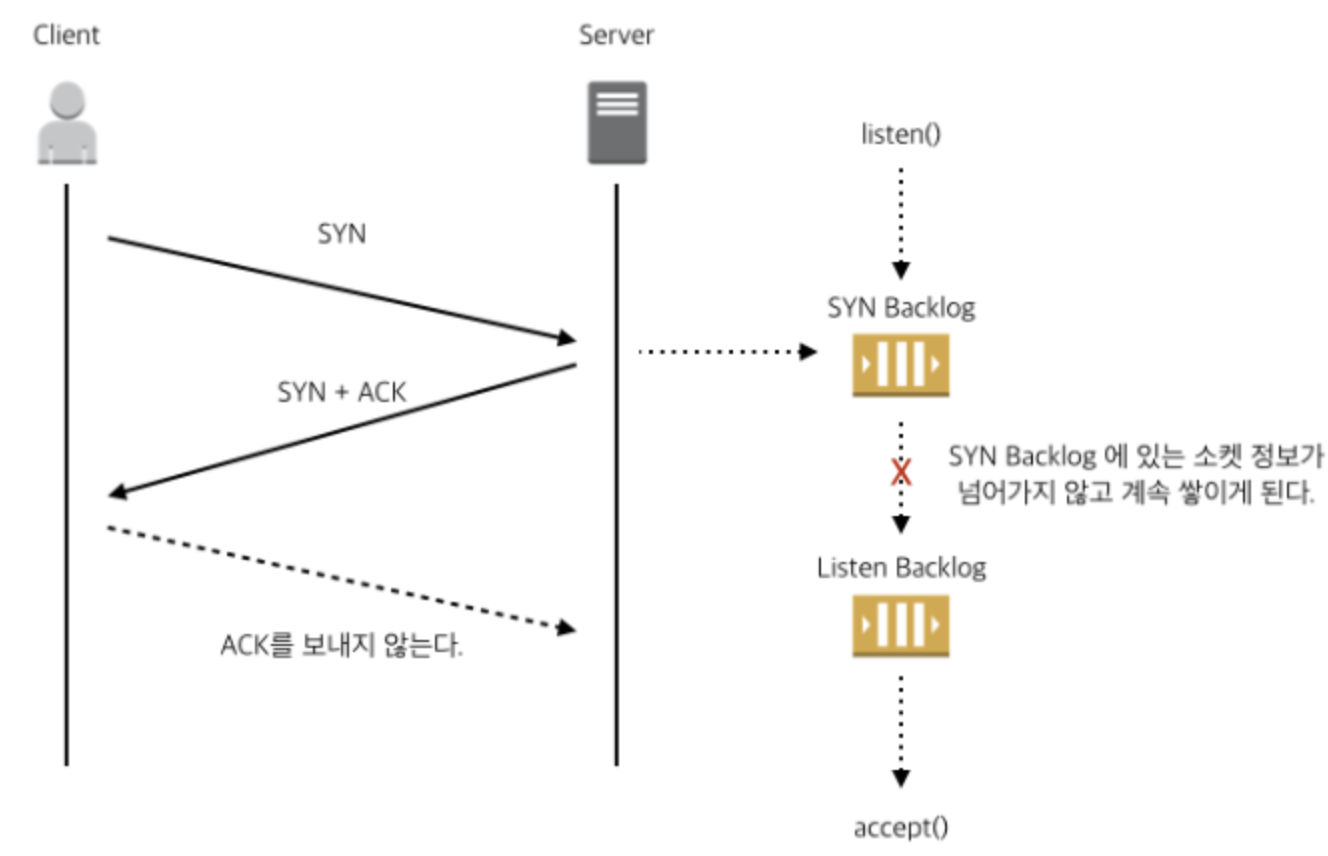 Client
Server
listen()
SYN
SYN Backlog
SYN + ACK
SYN Backlog 에 있는 소켓 정보가
넘어가지 않고 계속 쌓이게 된다.
X
Listen Backlog
ACK를 보내지 않는다.
accept()